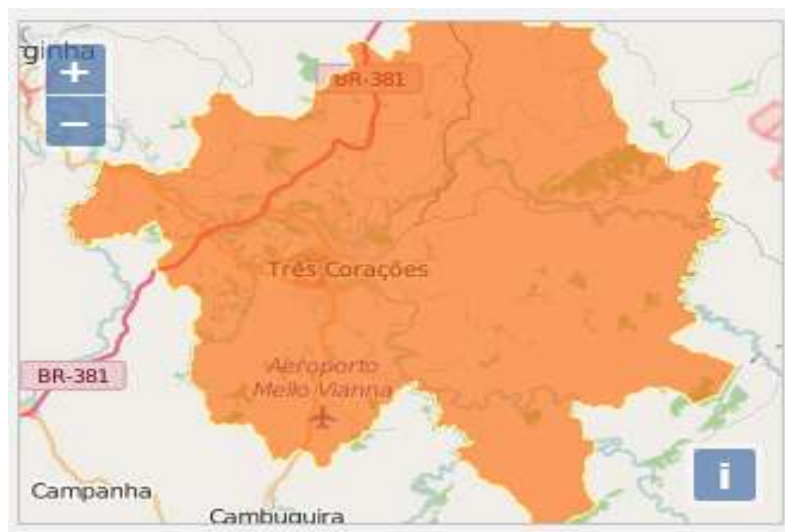 ginha
+
BR-381
−
Três Corações
Aeroporto
Mello Vianna
BR-381
i
Campanha
Cambuquira